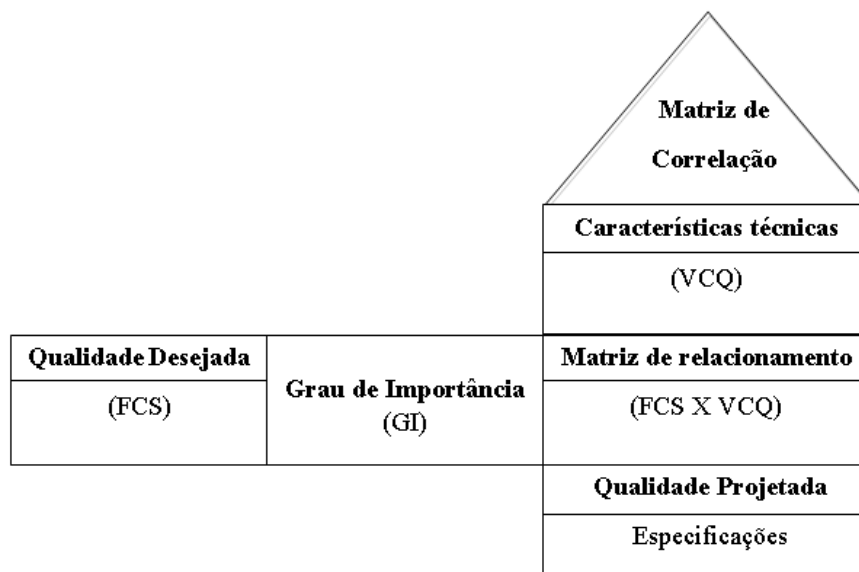 Matriz de
Correlação
Características técnicas
(VCQ)
Qualidade Desejada
(FCS)
Grau de Importância
(GI)
Matriz de relacionamento
(FCS X VCQ)
Qualidade Projetada
Especificações